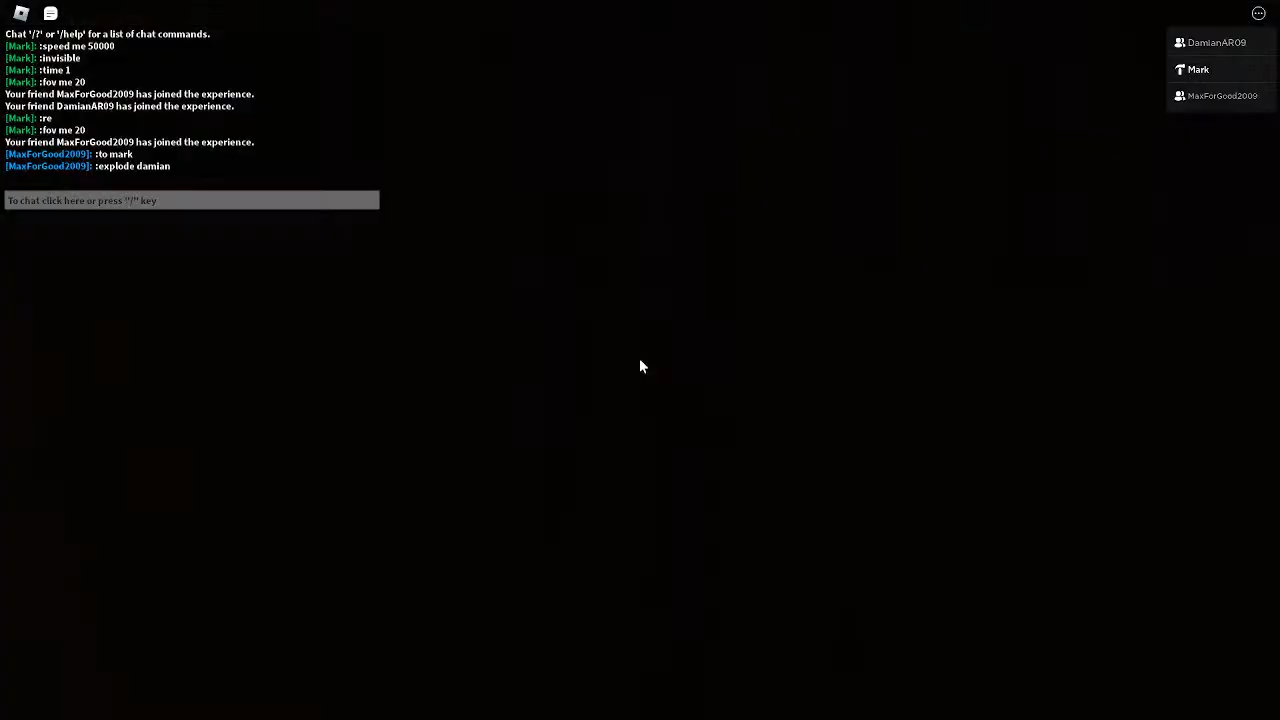 Chat '/?' or '/help' for a list of chat commands.
[Mark]: :speed me 50000
[Mark]: :invisible
[Mark]: :time 1
[Mark]: :fov me 20
Your friend MaxForGood2009 has joined the experience.
Your friend DamianAR09 has joined the experience.
[Mark]: :re
[Mark]: :fov me 20
Your friend MaxForGood2009 has joined the experience.
[MaxForGood2009]: :to mark
[MaxForGood2009]: :explode damian
To chat click here or press "/" key
DamianAR09
Mark
MaxForGood2009